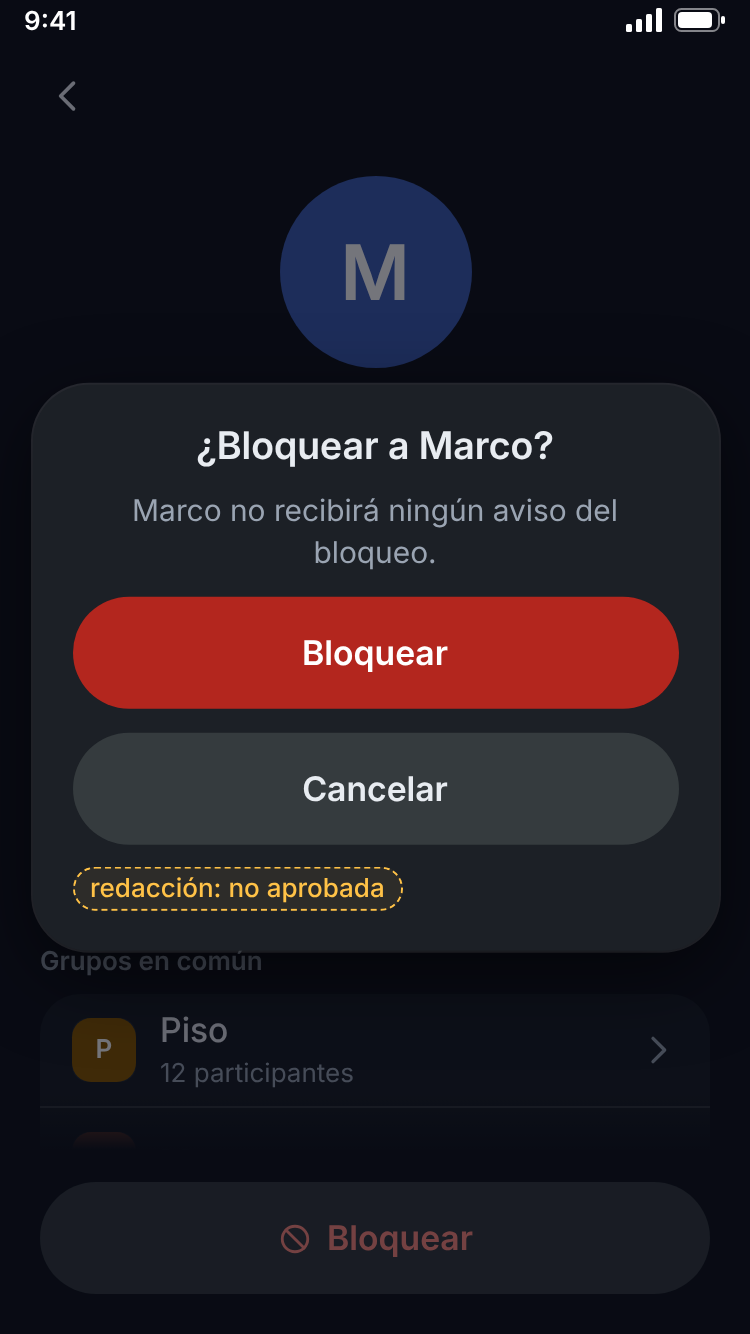 9:41
M
¿Bloquear a Marco?
Marco no recibirá ningún aviso del
bloqueo.
Bloquear
Cancelar
redacción: no aprobada
Grupos en común
P
Piso
12 participantes
Bloquear